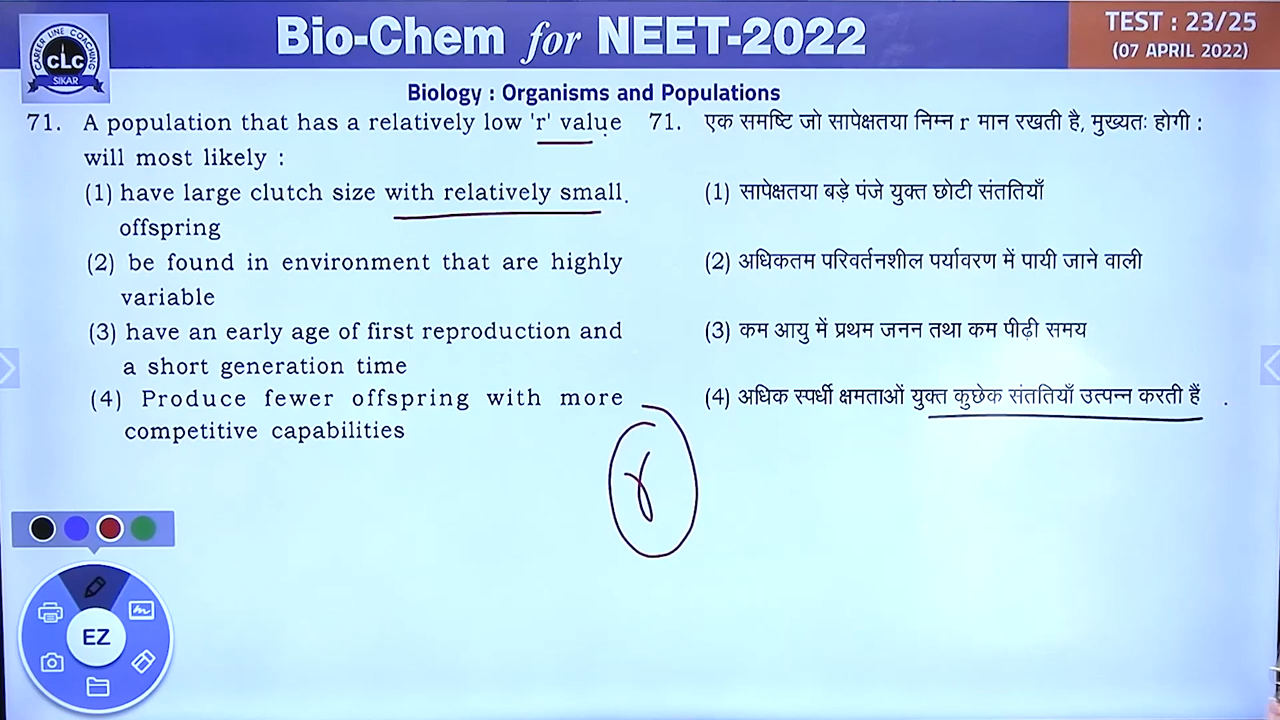 CAREER LINE COACHING
CLC
SIKAR
Bio-Chem for NEET-2022
TEST : 23/25
(07 APRIL 2022)
Biology : Organisms and Populations
71. A population that has a relatively low 'r' value
will most likely :
(1) have large clutch size with relatively small
offspring
(2) be found in environment that are highly
variable
(3) have an early age of first reproduction and
a short generation time
(4) Produce fewer offspring with more
competitive capabilities
71. एक समष्टि जो सापेक्षतया निम्न r मान रखती है, मुख्यतः होगी :
(1) सापेक्षतया बड़े पंजे युक्त छोटी संततियाँ
(2) अधिकतम परिवर्तनशील पर्यावरण में पायी जाने वाली
(3) कम आयु में प्रथम जनन तथा कम पीढ़ी समय
(4) अधिक स्पर्धी क्षमताओं युक्त कुछेक संततियाँ उत्पन्न करती हैं
EZ